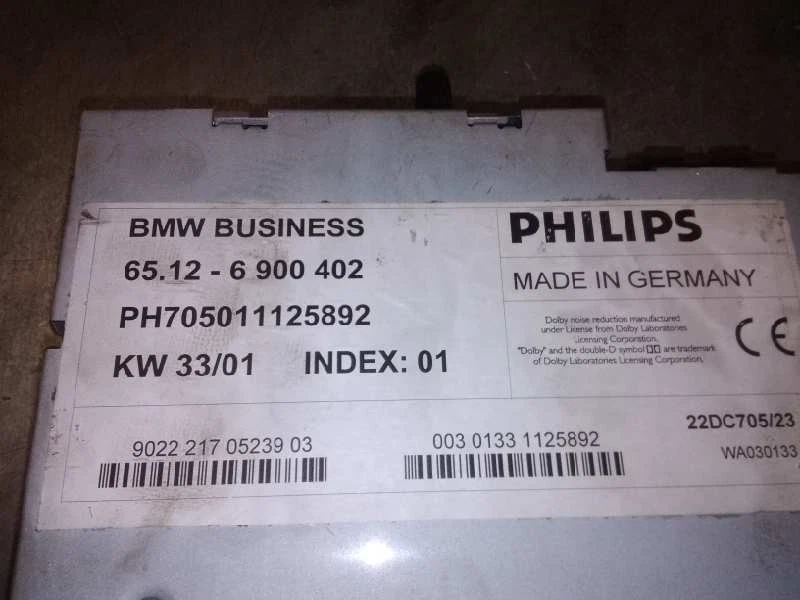 BMW BUSINESS
65.12 - 6 900 402
PH705011125892
KW 33/01 INDEX: 01
PHILIPS
MADE IN GERMANY
Dolby noise reduction manufactured
under License from Dolby Laboratories
Licensing Corporation.
"Dolby" and the double-D symbol are trademark
of Dolby Laboratories Licensing Corporation.
CE
22DC705/23
WA030133
9022 217 05239 03
003 0133 1125892